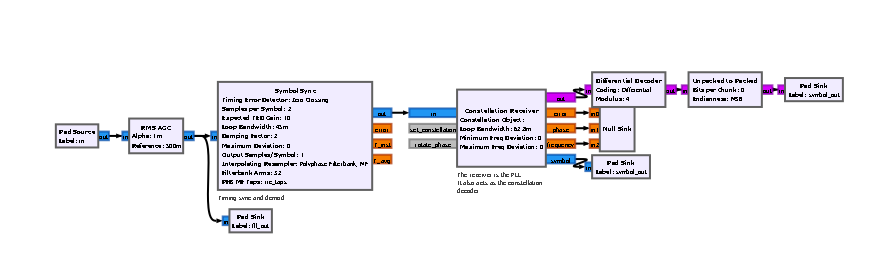 Pad Source
Label: in
out
in
RMS AGC
Alpha: 1m
Reference: 500m
out
in
Symbol Sync
Timing Error Detector: Zero Crossing
Samples per Symbol: 2
Expected TED Gain: 10
Loop Bandwidth: 45m
Damping Factor: 2
Maximum Deviation: 0
Output Samples/Symbol: 1
Interpolating Resampler: Polyphase Filterbank, MF
Filterbank Arms: 32
PFB MF Taps: rrc_taps
out
error
T_inst
T_avg
Timing sync and demod
in
Pad Sink
Label: fll_out
in
set_constellation
rotate_phase
Constellation Receiver
Constellation Object:
Loop Bandwidth: 62.8m
Minimum Freq Deviation: 0
Maximum Freq Deviation: 0
out
error
phase
frequency
symbol
The receiver is the PLL
It also acts as the constellation
decoder
in
Differential Decoder
Coding: Differential
Modulus: 4
out
in0
in1
in2
Null Sink
in
Pad Sink
Label: symbol_out
in
Unpacked to Packed
Bits per Chunk: 0
Endianness: MSB
out
in
Pad Sink
Label: symbol_out